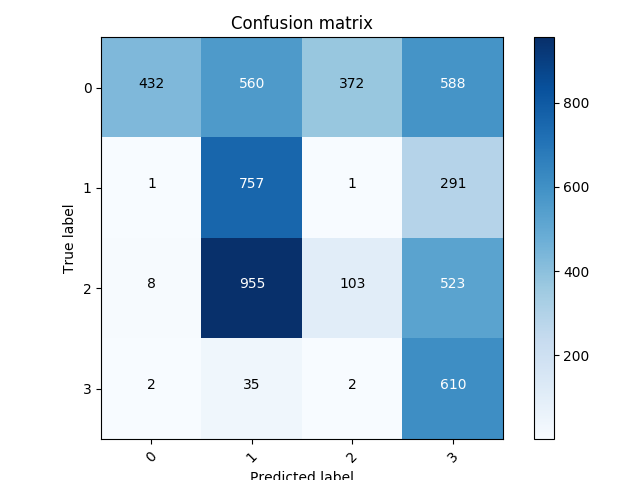 Confusion matrix
True label
0 432 560 372 588
1 1 757 1 291
2 8 955 103 523
3 2 35 2 610
0 1 2 3
Predicted label
800
600
400
200